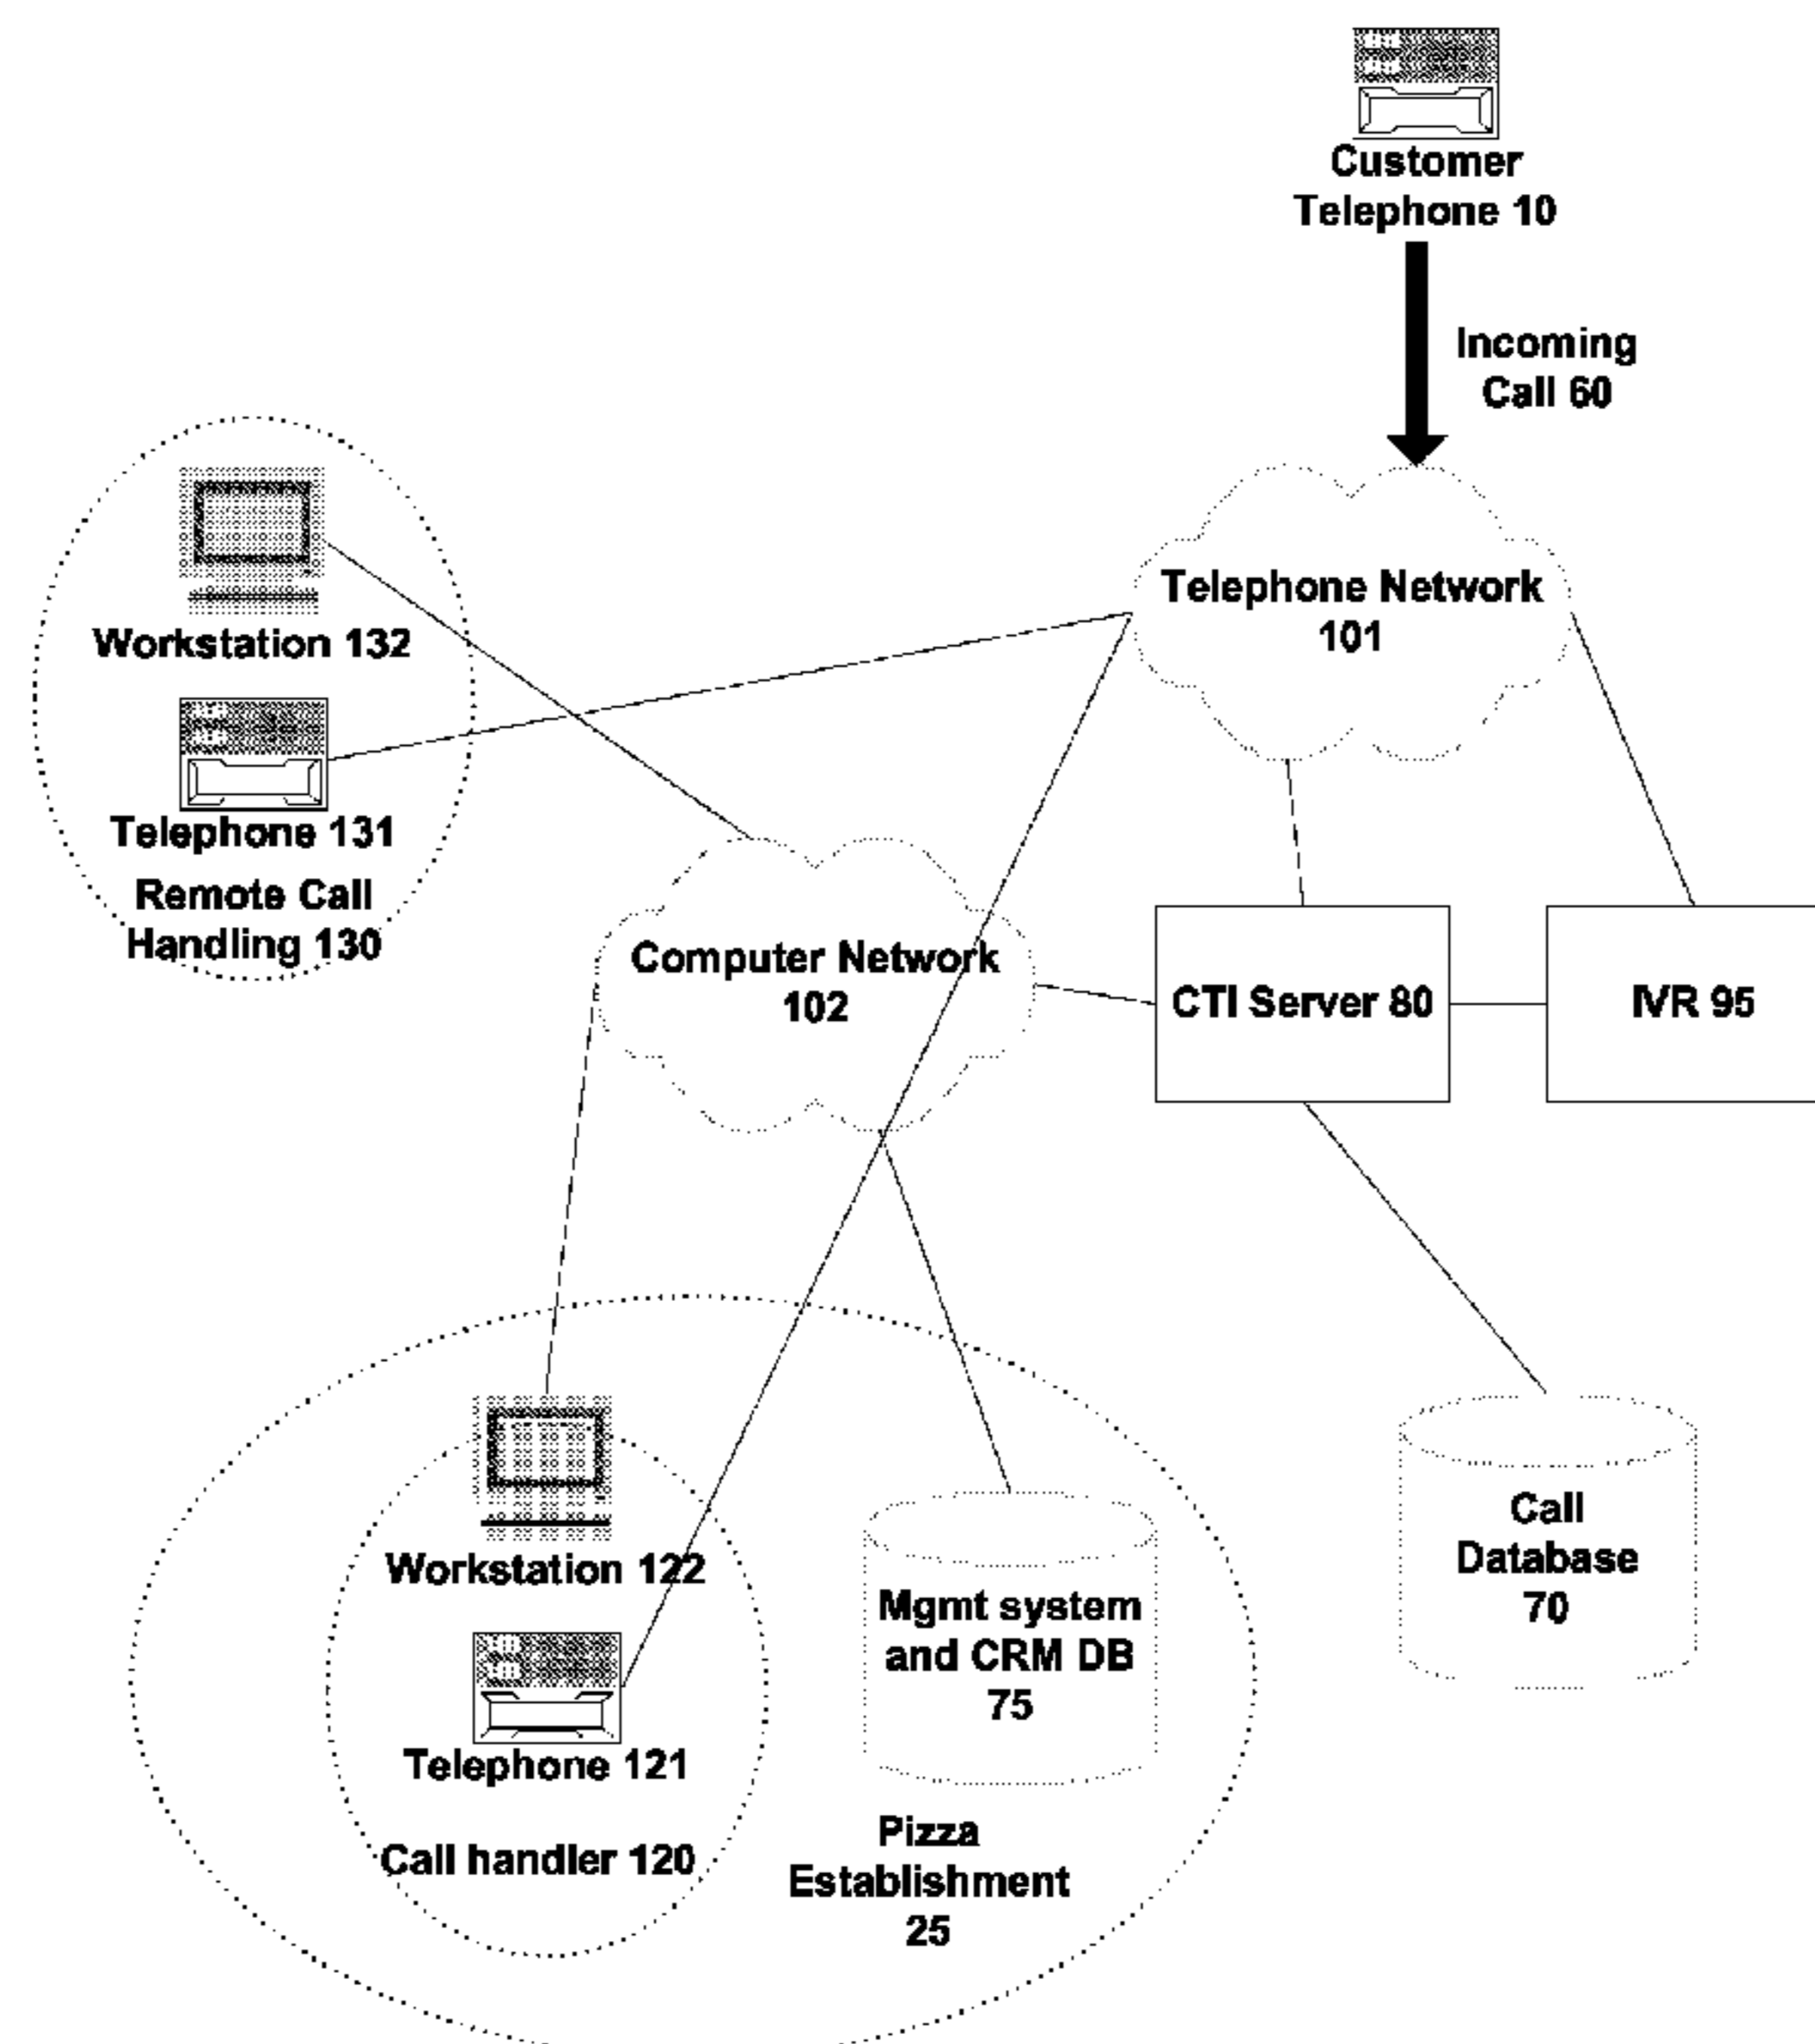 Customer
Telephone 10
Incoming
Call 60
Telephone Network
101
Workstation 132
Telephone 131
Remote Call
Handling 130
Computer Network
102
CTI Server 80
IVR 95
Workstation 122
Telephone 121
Call handler 120
Mgmt system
and CRM DB
75
Pizza
Establishment
25
Call
Database
70